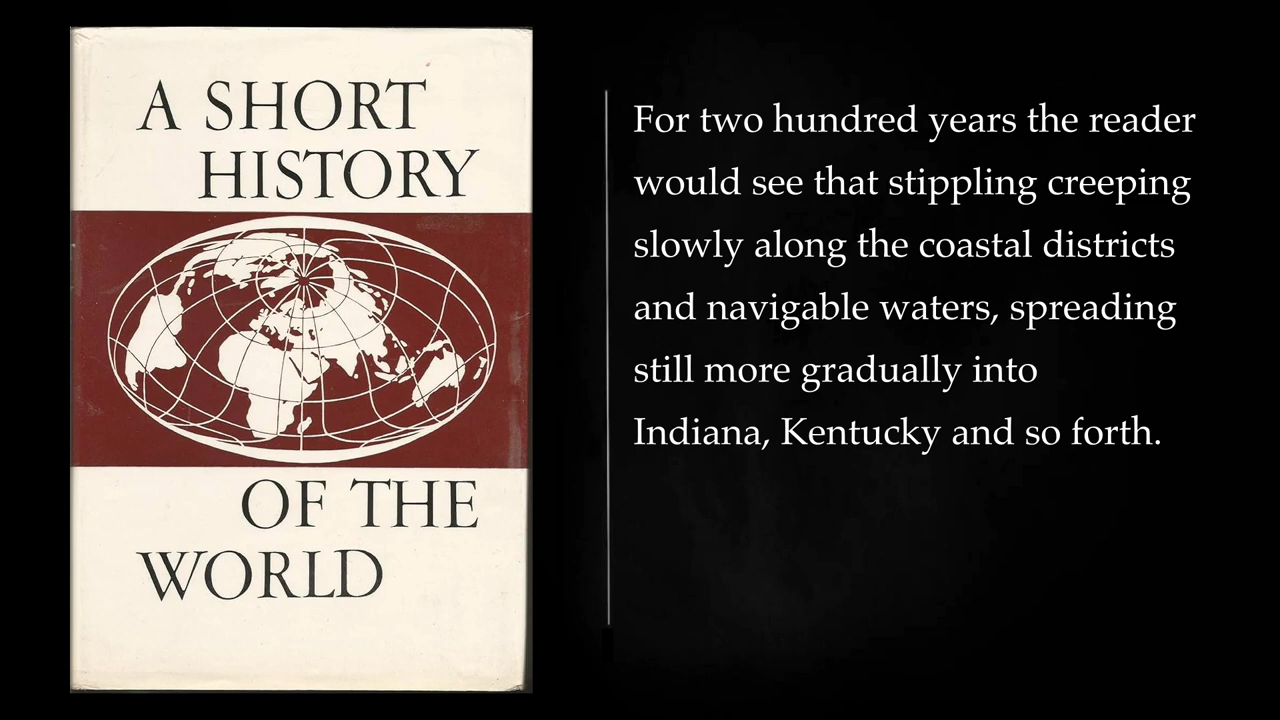 A SHORT
HISTORY
OF THE
WORLD
For two hundred years the reader
would see that stippling creeping
slowly along the coastal districts
and navigable waters, spreading
still more gradually into
Indiana, Kentucky and so forth.